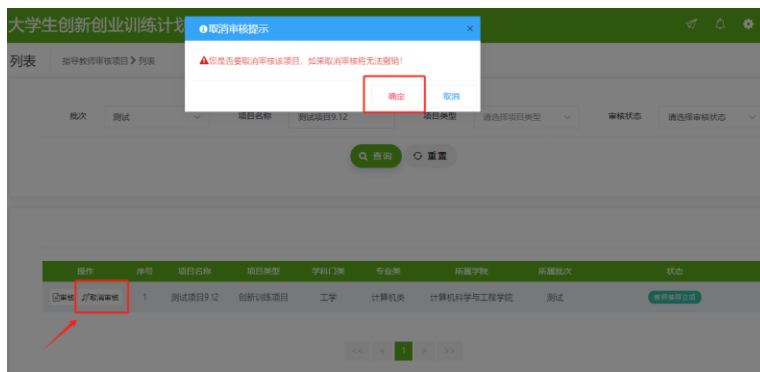 大学生创新创业训练计划
取消审核提示
×
列表
指导教师审核项目 > 列表
您是否要取消审核该项目，如果取消审核将无法撤销！
确定 取消
批次 测试 项目名称 测试项目9.12 项目类型 请选择项目类型 审核状态 请选择审核状态
查询 重置
操作 序号 项目名称 项目类型 学科门类 专业类 所属学院 所属批次 状态
审核 取消审核 1 测试项目9.12 创新训练项目 工学 计算机类 计算机科学与工程学院 测试 教师推荐立项
<< < 1 > >>